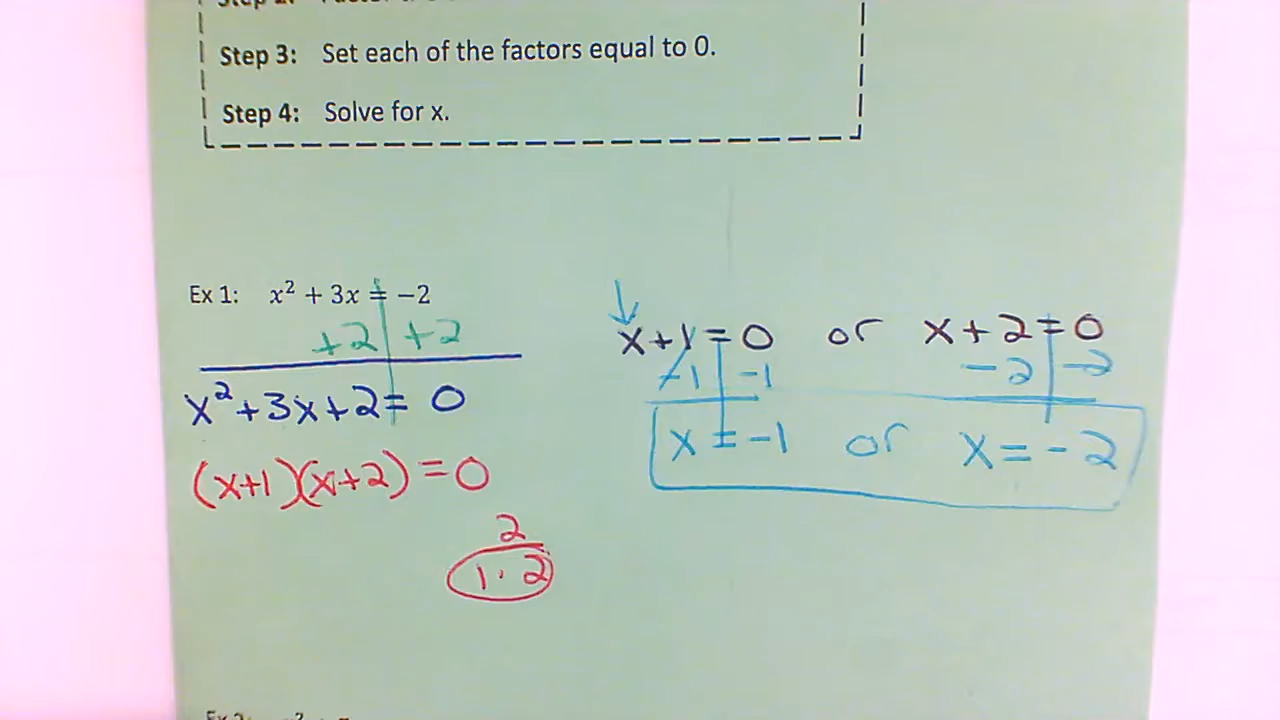 Step 3: Set each of the factors equal to 0.
Step 4: Solve for x.
Ex 1: x² + 3x = −2
+2 +2
x²+3x+2= 0
(x+1)(x+2) = 0
2
1·2
x+1=0 or x+2=0
-1 -1 -2 -2
x = -1 or x = -2